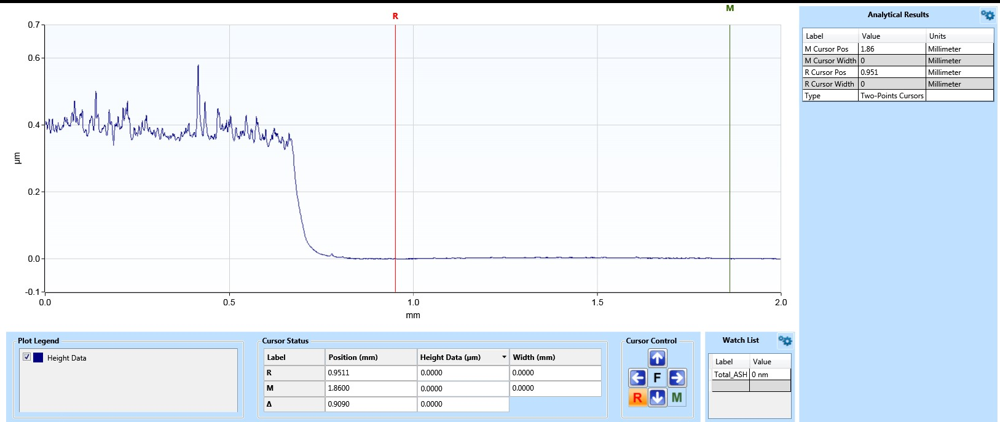 R
M
0.7
0.6
0.4
0.2
0.0
-0.1
µm
0.0 0.5 1.0 1.5 2.0
mm
Analytical Results
Label Value Units
M Cursor Pos 1.86 Millimeter
M Cursor Width 0 Millimeter
R Cursor Pos 0.951 Millimeter
R Cursor Width 0 Millimeter
Type Two-Points Cursors
Plot Legend
Height Data
Cursor Status
Label Position (mm) Height Data (µm) Width (mm)
R 0.9511 0.0000 0.0000
M 1.8600 0.0000 0.0000
Δ 0.9090 0.0000
Cursor Control
F
R M
Watch List
Label Value
Total_ASH 0 nm